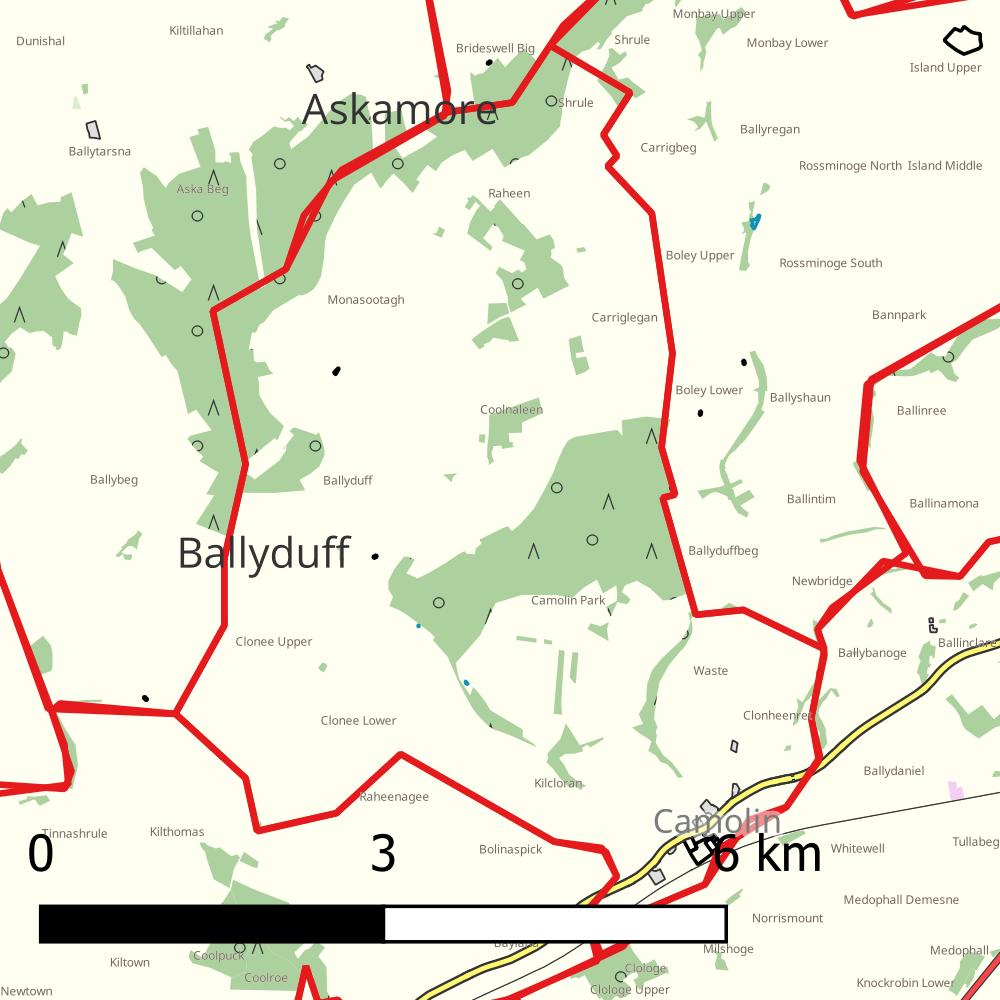 Monbay Upper
Kiltillahan
Dunishal
Shrule
Monbay Lower
Brideswell Big
Island Upper
Askamore
Shrule
Ballyregan
Ballytarsna
Carrigbeg
Rossminoge North
Island Middle
Aska Beg
Raheen
Boley Upper
Rossminoge South
Monasootagh
Carriglegan
Bannpark
Boley Lower
Ballyshaun
Coolnaleen
Ballinree
Ballybeg
Ballyduff
Ballintim
Ballinamona
Ballyduff
Ballyduffbeg
Newbridge
Camolin Park
Clonee Upper
Ballinclare
Ballybanoge
Waste
Clonee Lower
Clonheenred
Ballydaniel
Kilcloran
Raheenagee
Camolin
Tinnashrule
Kilthomas
Tullabeg
Bolinaspick
Whitewell
0
3
6 km
Medophall Demesne
Norrismount
Milshoge
Medophall
Coolpuck
Kiltown
Clologe
Coolroe
Knockrobin Lower
Clologe Upper
Newtown